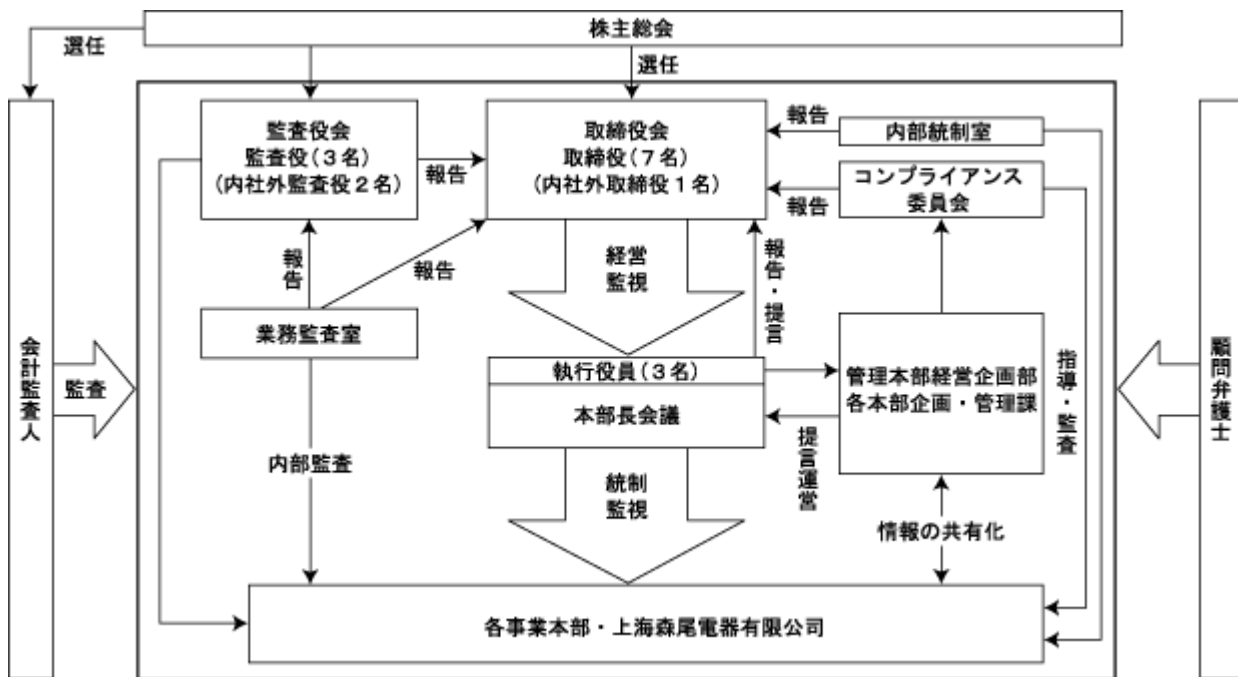 株主総会
選任
選任
監査役会
監査役(3名)
(内社外監査役2名)
報告
取締役会
取締役(7名)
(内社外取締役1名)
報告
内部統制室
報告
コンプライアンス
委員会
報告
報告
経営
監視
報告・提言
業務監査室
会計監査人
監査
執行役員(3名)
本部長会議
管理本部経営企画部
各本部企画・管理課
指導・監査
顧問弁護士
提言運営
内部監査
統制
監視
情報の共有化
各事業本部・上海森尾電器有限公司